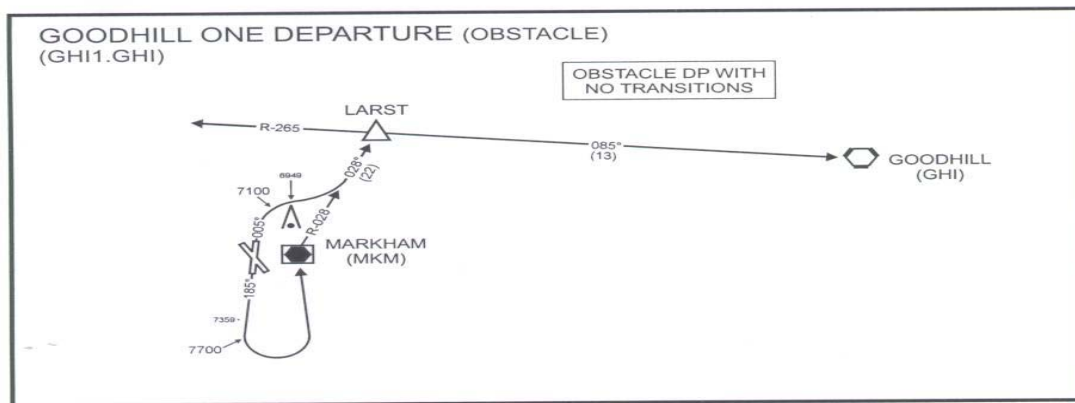 GOODHILL ONE DEPARTURE (OBSTACLE)
(GHI1.GHI)
OBSTACLE DP WITH
NO TRANSITIONS
LARST
R-265
085°
(13)
GOODHILL
(GHI)
028°
(22)
6949
7100
005°
R-028
MARKHAM
(MKM)
185°
7359
7700